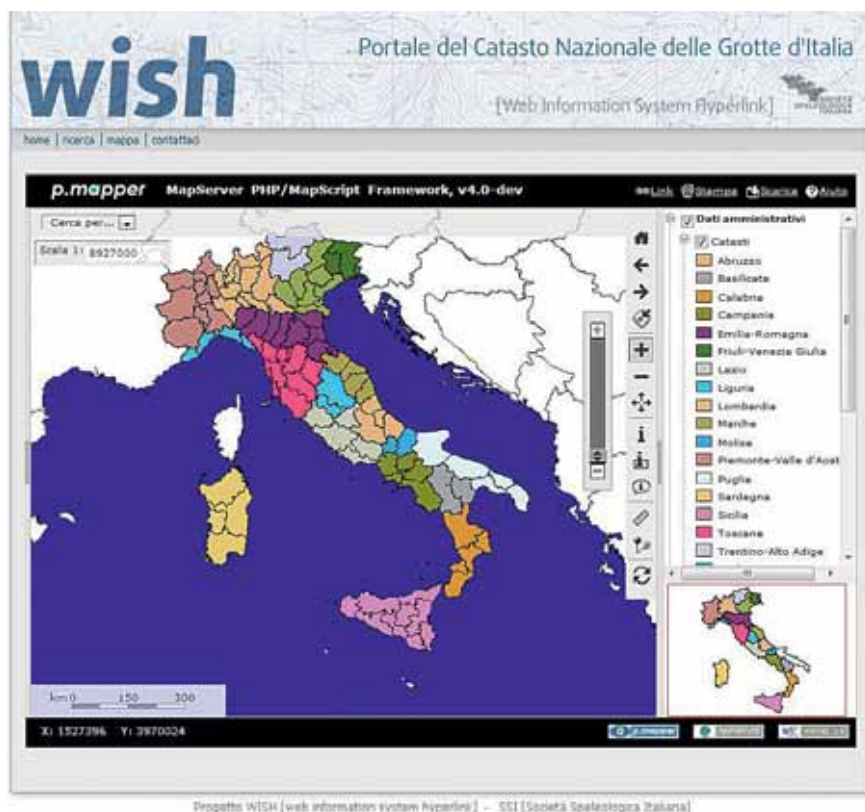 wish
Portale del Catasto Nazionale delle Grotte d'Italia
[Web Information System Hyperlink]
SOCIETÀ
SPELEOLOGICA
ITALIANA
home | ricerca | mappa | contattaci
p.mapper MapServer PHP/MapScript Framework, v4.0-dev
Link Stampa Scarica Aiuto
Cerca per...
Scala 1: 8927000
Dati amministrativi
Catasti
Abruzzo
Basilicata
Calabria
Campania
Emilia-Romagna
Friuli-Venezia Giulia
Lazio
Liguria
Lombardia
Marche
Molise
Piemonte-Valle d'Aost
Puglia
Sardegna
Sicilia
Toscana
Trentino-Alto Adige
km 0 150 300
X: 1527396 Y: 3970024
p.mapper
Progetto WISH [web information system hyperlink] - SSI [Società Speleologica Italiana]